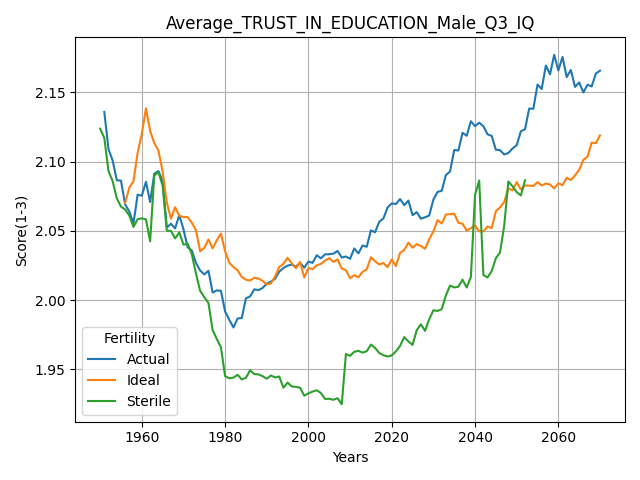 Average_TRUST_IN_EDUCATION_Male_Q3_IQ
Score(1-3)
2.15
2.10
2.05
2.00
1.95
Fertility
Actual
Ideal
Sterile
1960
1980
2000
2020
2040
2060
Years